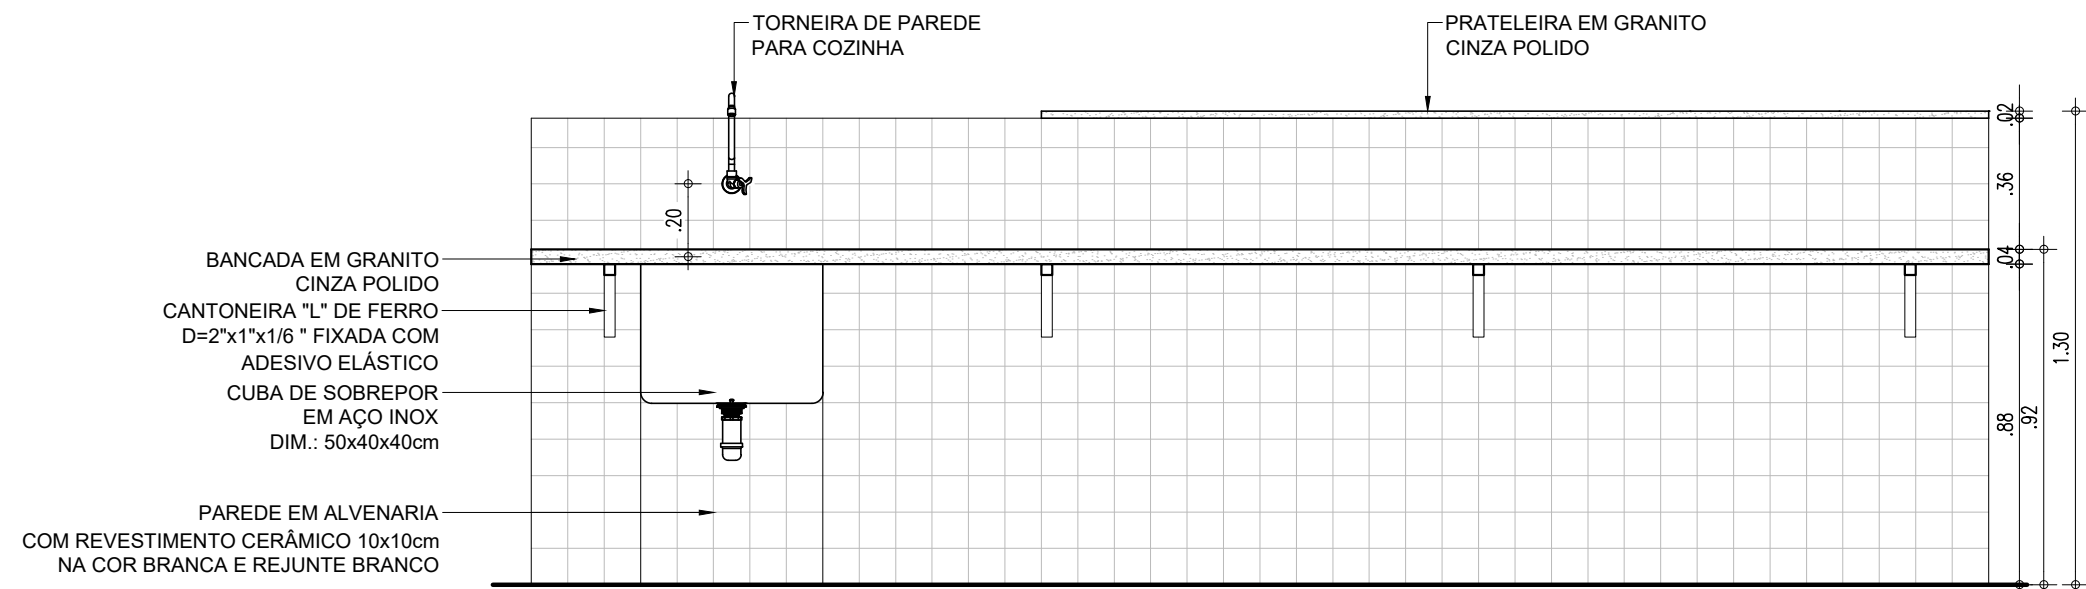 TORNEIRA DE PAREDE
PARA COZINHA
PRATELEIRA EM GRANITO
CINZA POLIDO
BANCADA EM GRANITO
CINZA POLIDO
CANTONEIRA "L" DE FERRO
D=2"x1"x1/6 " FIXADA COM
ADESIVO ELÁSTICO
CUBA DE SOBREPOR
EM AÇO INOX
DIM.: 50x40x40cm
PAREDE EM ALVENARIA
COM REVESTIMENTO CERÂMICO 10x10cm
NA COR BRANCA E REJUNTE BRANCO
.20
.02
.36
.04
.88
.92
1.30